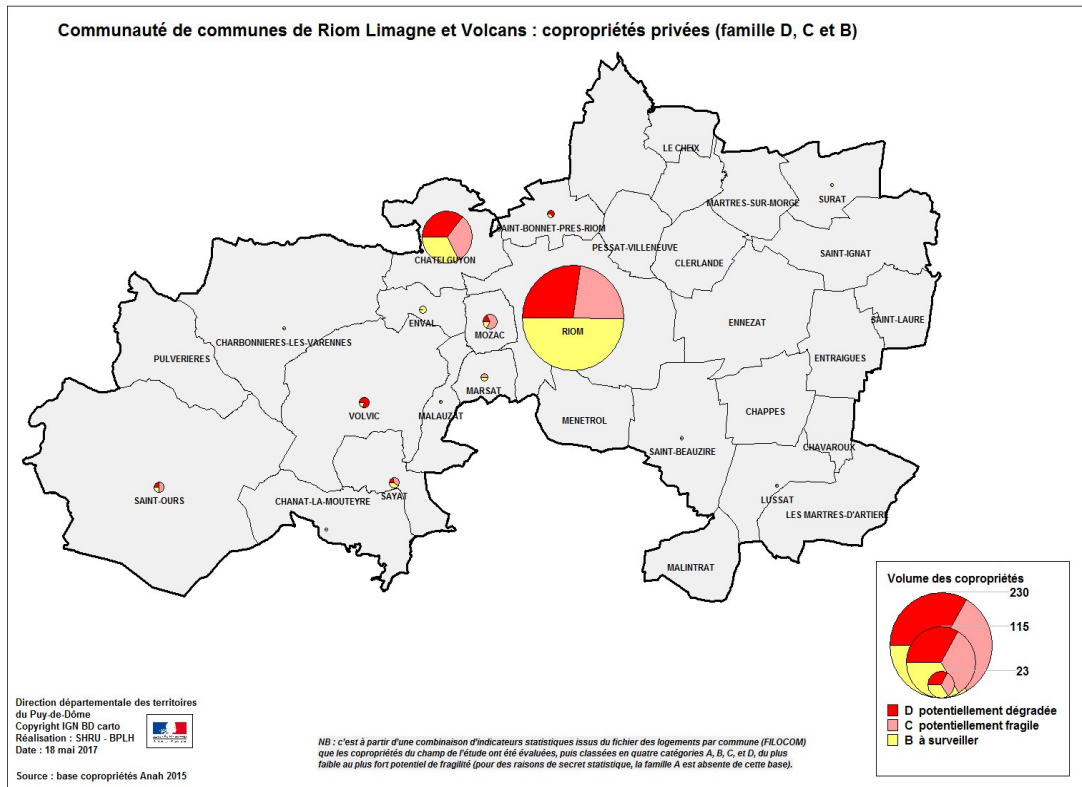 Communauté de communes de Riom Limagne et Volcans : copropriétés privées (famille D, C et B)
LE CHEIX
SURAT
MARTRES-SUR-MORGE
SAINT-BONNET-PRES-RIOM
PESSAT-VILLENEUVE
SAINT-IGNAT
CHATELGUYON
CLERLANDE
SAINT-LAURE
ENNEZAT
ENVAL
MOZAC
RIOM
CHARBONNIERES-LES-VARENNES
PULVERIERES
ENTRAIGUES
MARSAT
CHAPPES
VOLVIC
MALAUZAT
MENETROL
CHAVAROUX
SAINT-BEAUZIRE
SAINT-OURS
CHANAT-LA-MOUTEYRE
SAYAT
LUSSAT
LES MARTRES-D'ARTIERE
MALINTRAT
Volume des copropriétés
230
115
23
D potentiellement dégradée
C potentiellement fragile
B à surveiller
Direction départementale des territoires
du Puy-de-Dôme
Copyright IGN BD carto
Réalisation : SHRU - BPLH
Date : 18 mai 2017
Source : base copropriétés Anah 2015
NB : c'est à partir d'une combinaison d'indicateurs statistiques issus du fichier des logements par commune (FILOCOM)
que les copropriétés du champ de l'étude ont été évaluées, puis classées en quatre catégories A, B, C, et D, du plus
faible au plus fort potentiel de fragilité (pour des raisons de secret statistique, la famille A est absente de cette base).